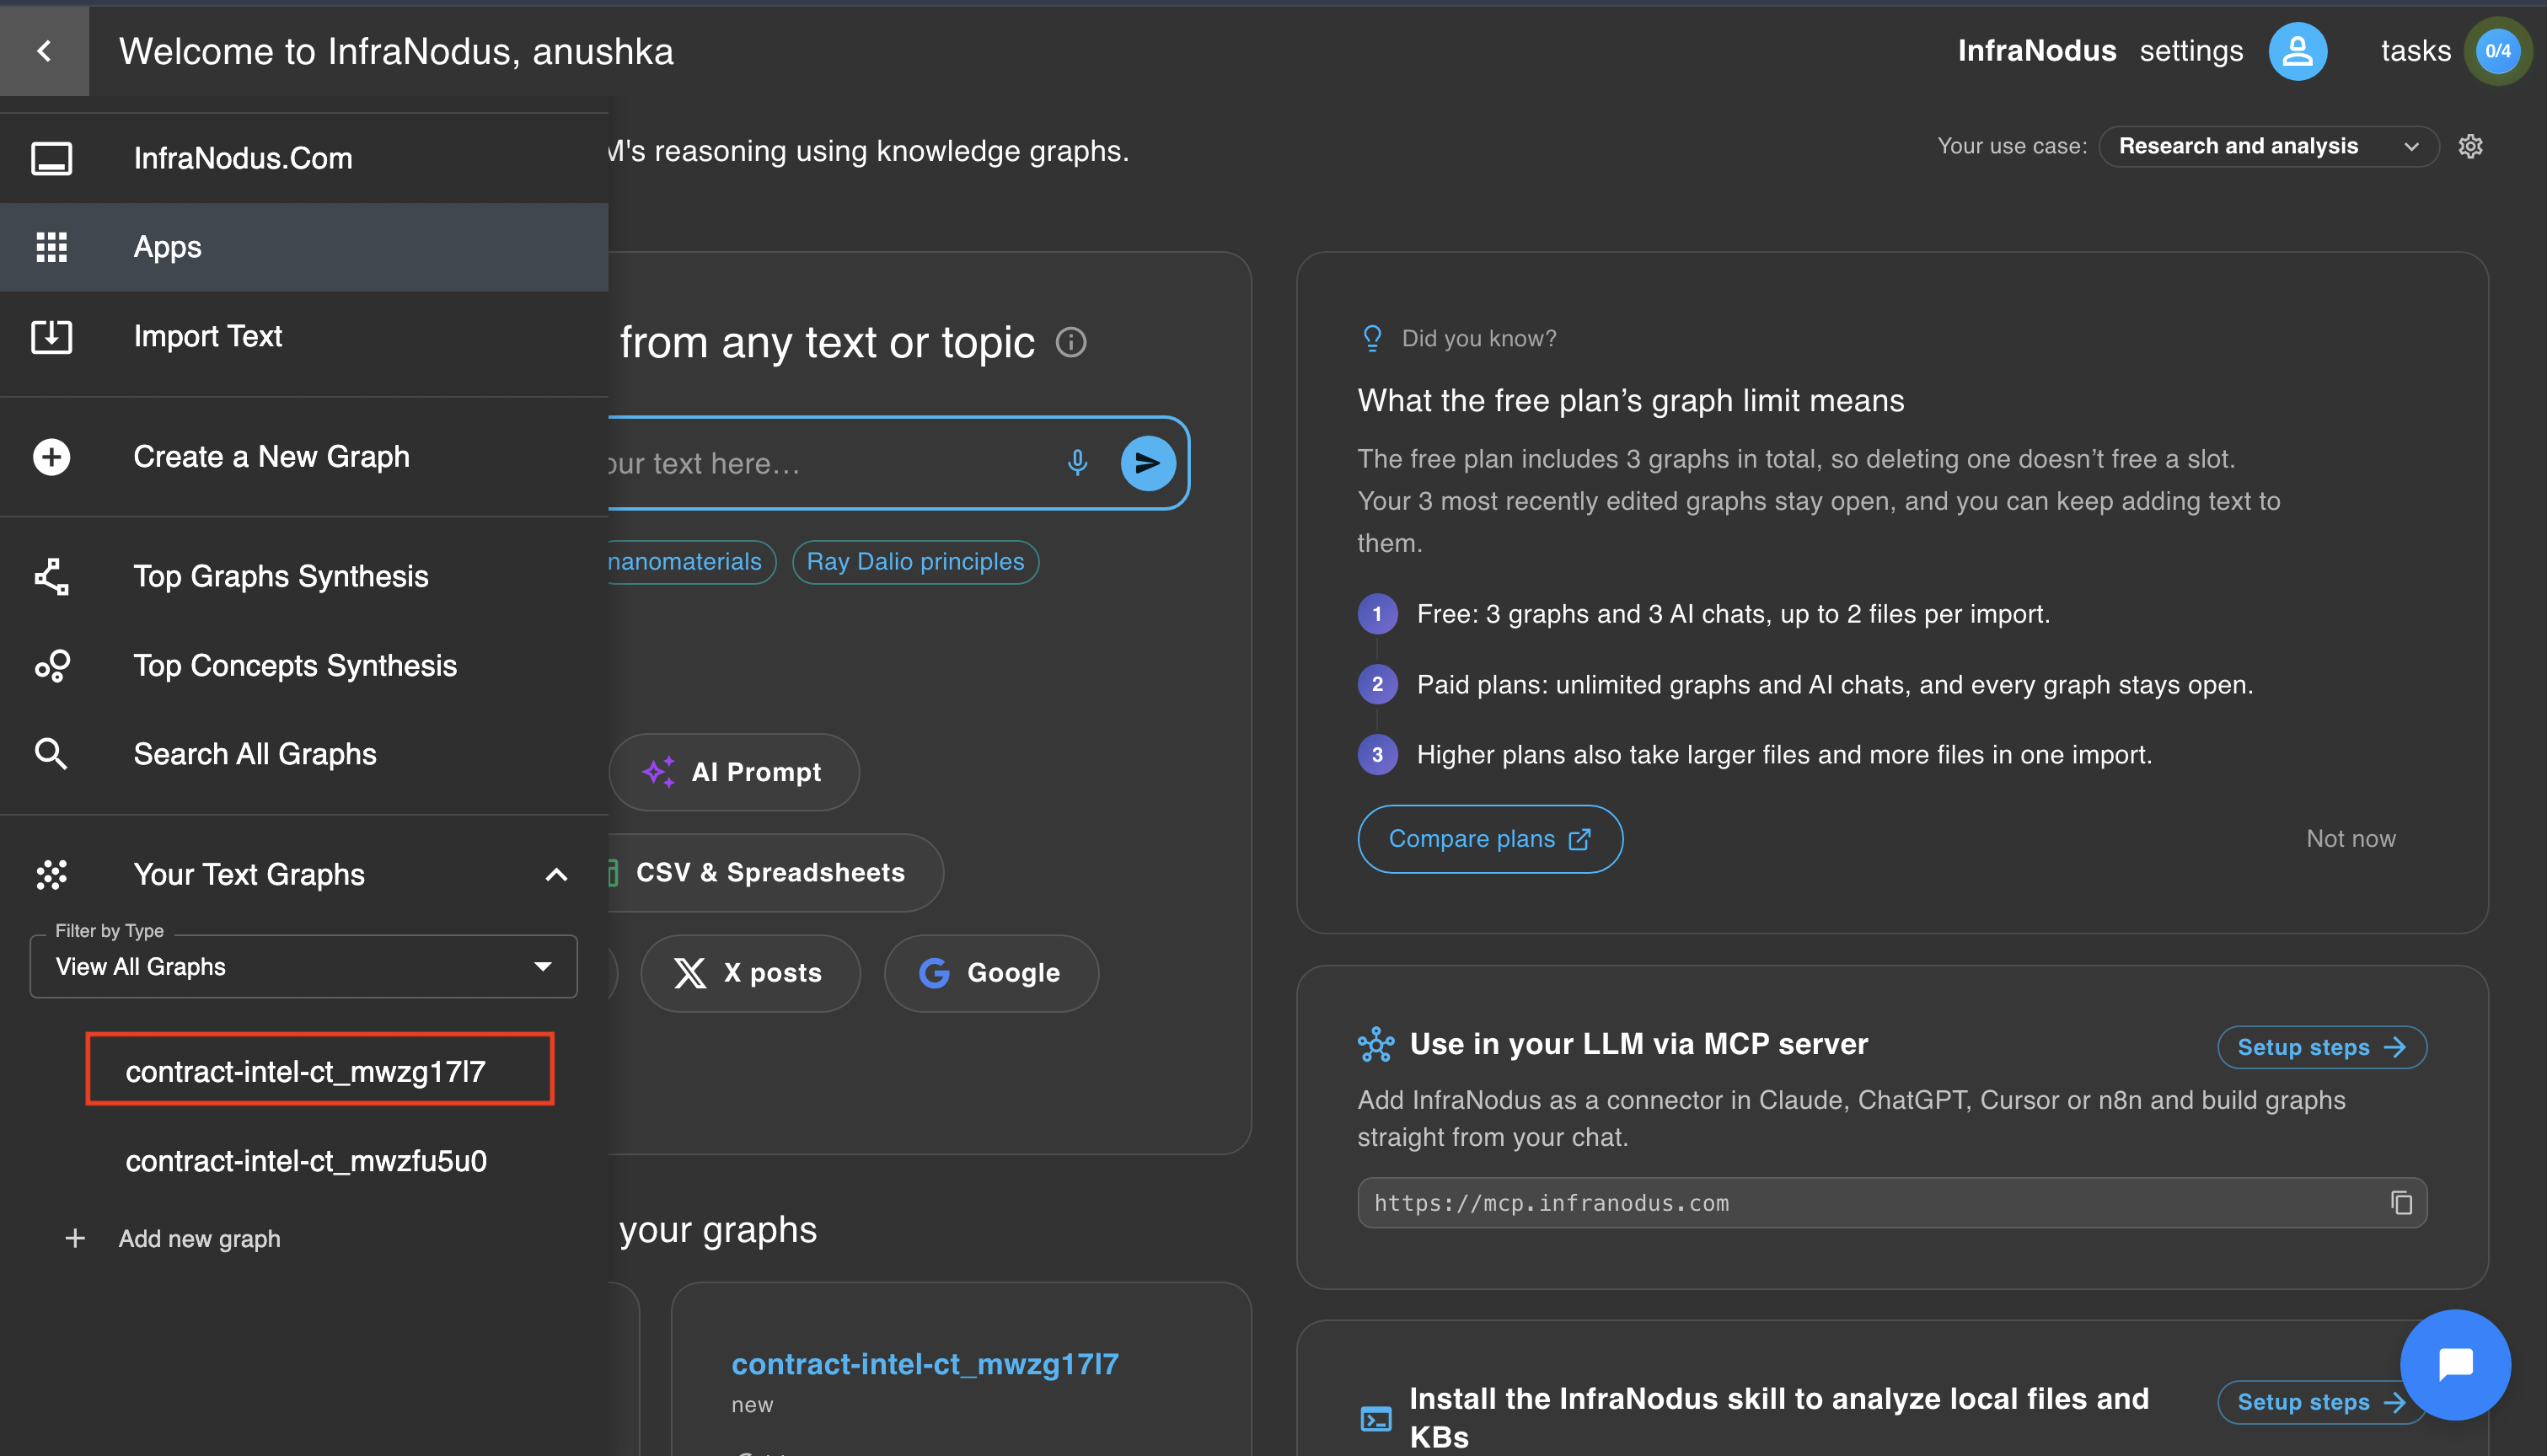 Welcome to InfraNodus, anushka
InfraNodus settings
tasks 0/4
InfraNodus.Com
Apps
Import Text
Create a New Graph
Top Graphs Synthesis
Top Concepts Synthesis
Search All Graphs
Your Text Graphs
Filter by Type
View All Graphs
contract-intel-ct_mwzg17l7
contract-intel-ct_mwzfu5u0
+ Add new graph
M's reasoning using knowledge graphs.
Your use case: Research and analysis
from any text or topic
our text here...
nanomaterials
Ray Dalio principles
AI Prompt
CSV & Spreadsheets
X posts
Google
your graphs
contract-intel-ct_mwzg17l7
new
Did you know?
What the free plan’s graph limit means
The free plan includes 3 graphs in total, so deleting one doesn’t free a slot.
Your 3 most recently edited graphs stay open, and you can keep adding text to
them.
1 Free: 3 graphs and 3 AI chats, up to 2 files per import.
2 Paid plans: unlimited graphs and AI chats, and every graph stays open.
3 Higher plans also take larger files and more files in one import.
Compare plans
Not now
Use in your LLM via MCP server
Setup steps →
Add InfraNodus as a connector in Claude, ChatGPT, Cursor or n8n and build graphs
straight from your chat.
https://mcp.infranodus.com
Install the InfraNodus skill to analyze local files and
KBs
Setup steps →